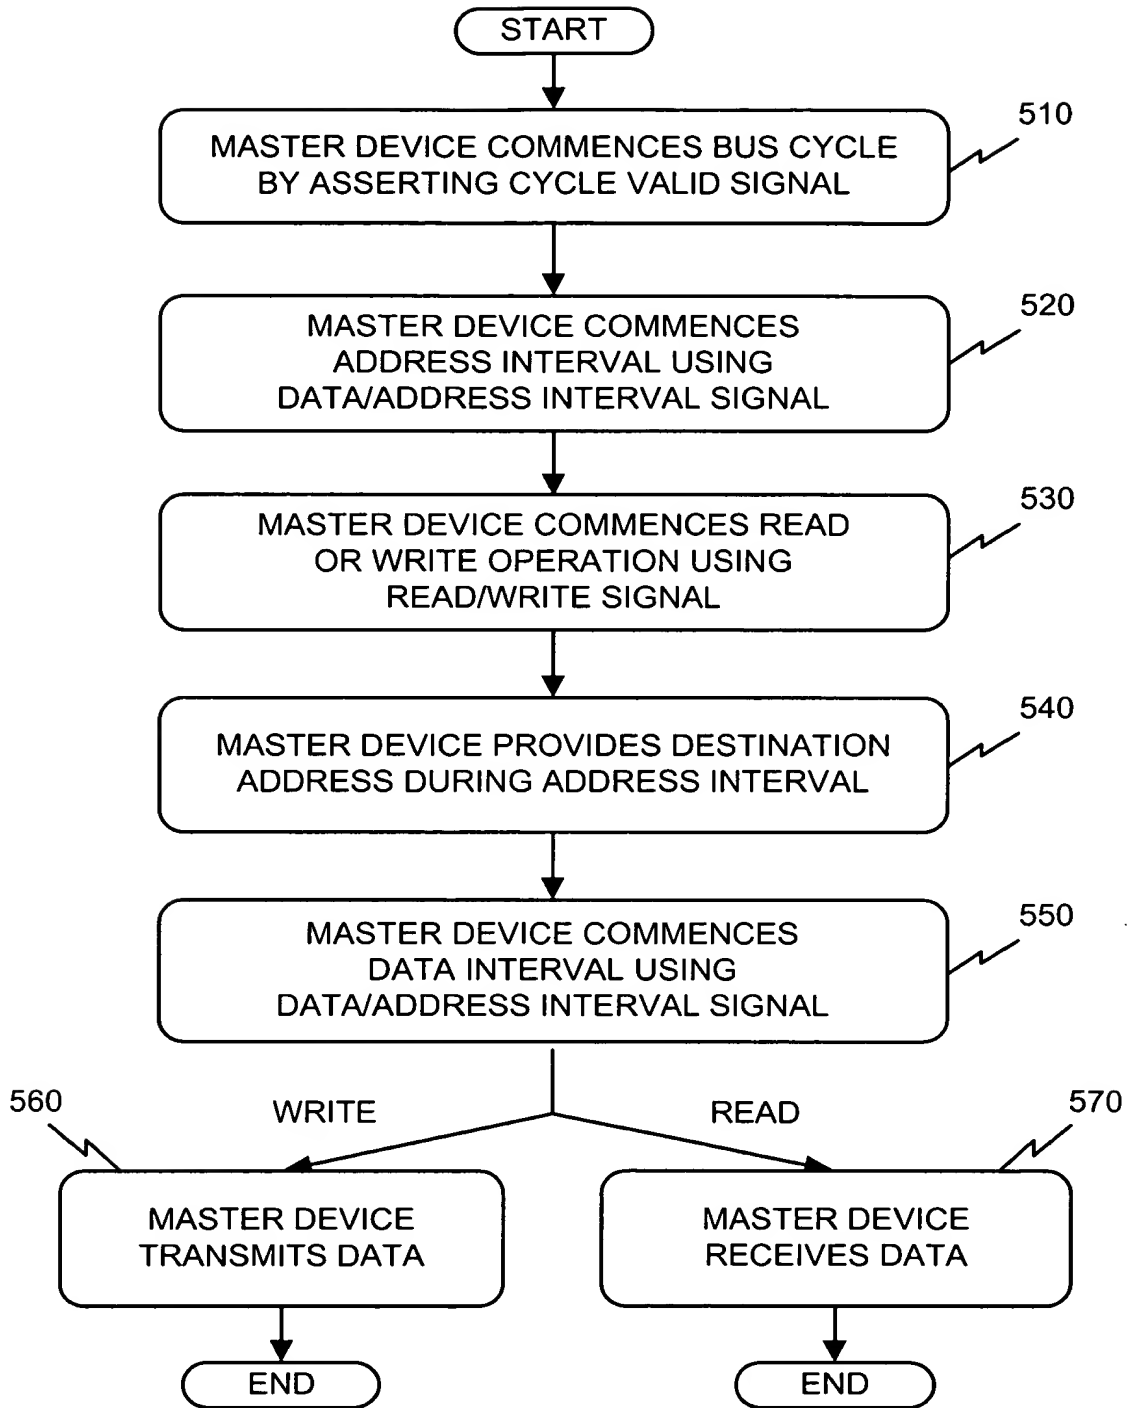 START
510
MASTER DEVICE COMMENCES BUS CYCLE
BY ASSERTING CYCLE VALID SIGNAL
520
MASTER DEVICE COMMENCES
ADDRESS INTERVAL USING
DATA/ADDRESS INTERVAL SIGNAL
530
MASTER DEVICE COMMENCES READ
OR WRITE OPERATION USING
READ/WRITE SIGNAL
540
MASTER DEVICE PROVIDES DESTINATION
ADDRESS DURING ADDRESS INTERVAL
550
MASTER DEVICE COMMENCES
DATA INTERVAL USING
DATA/ADDRESS INTERVAL SIGNAL
560
WRITE
READ
570
MASTER DEVICE
TRANSMITS DATA
MASTER DEVICE
RECEIVES DATA
END
END